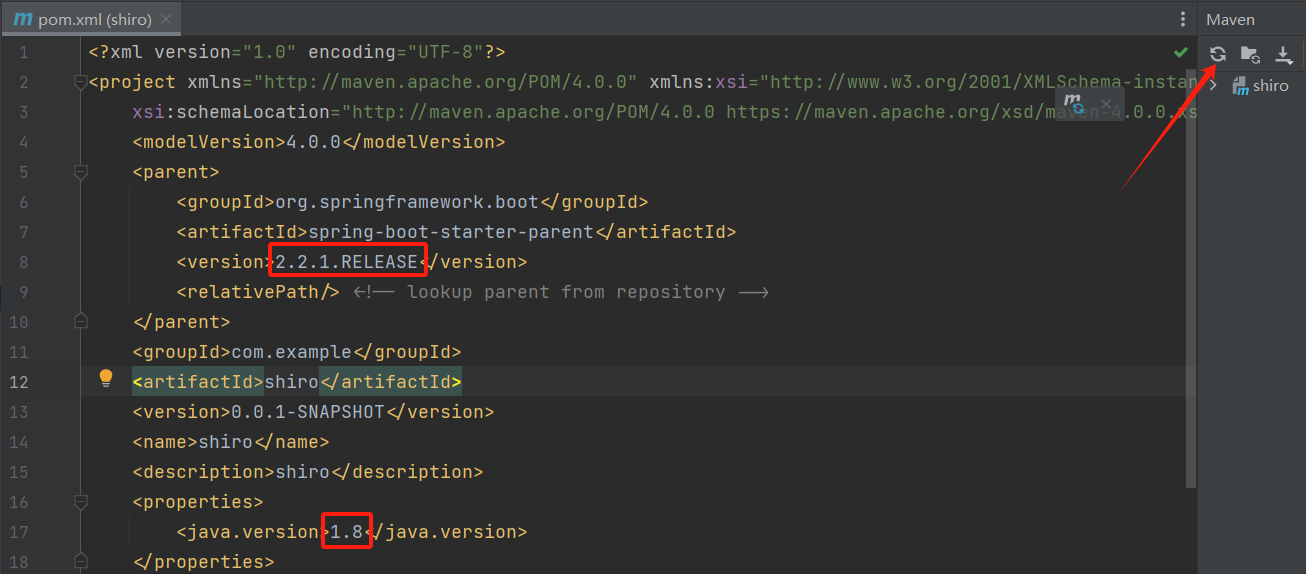 pom.xml (shiro)
Maven
1 <?xml version="1.0" encoding="UTF-8"?>
2 <project xmlns="http://maven.apache.org/POM/4.0.0" xmlns:xsi="http://www.w3.org/2001/XMLSchema-instan
shiro
3 xsi:schemaLocation="http://maven.apache.org/POM/4.0.0 https://maven.apache.org/xsd/maven-4.0.0.xs
4 <modelVersion>4.0.0</modelVersion>
5 <parent>
6 <groupId>org.springframework.boot</groupId>
7 <artifactId>spring-boot-starter-parent</artifactId>
8 <version>2.2.1.RELEASE</version>
9 <relativePath/> <!-- lookup parent from repository -->
10 </parent>
11 <groupId>com.example</groupId>
12 <artifactId>shiro</artifactId>
13 <version>0.0.1-SNAPSHOT</version>
14 <name>shiro</name>
15 <description>shiro</description>
16 <properties>
17 <java.version>1.8</java.version>
18 </properties>